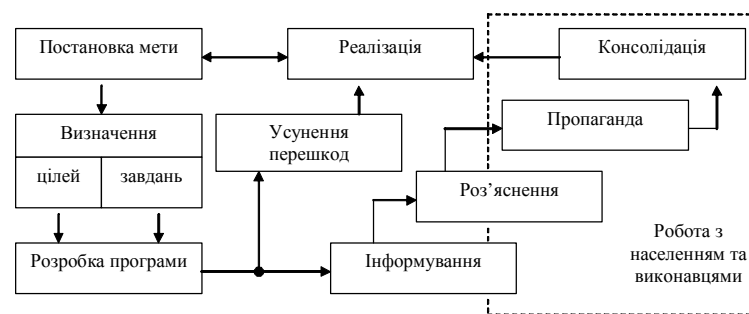 Постановка мети
Реалізація
Консолідація
Визначення
цілей
завдань
Усунення
перешкод
Пропаганда
Роз’яснення
Розробка програми
Інформування
Робота з
населенням та
виконавцями